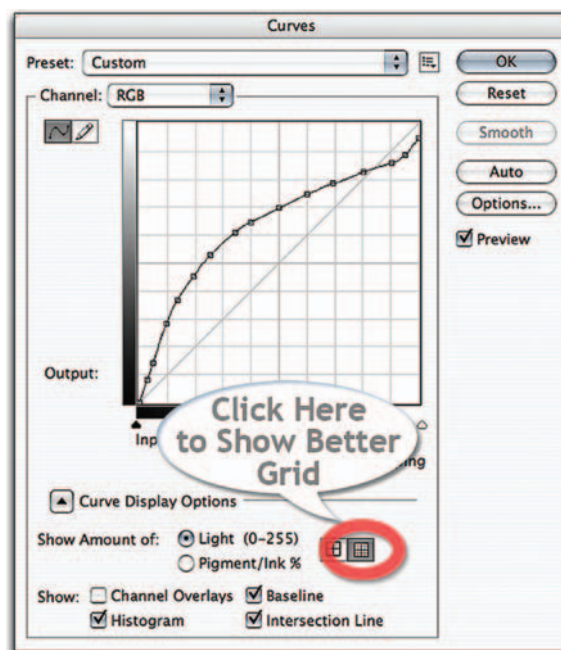 Curves
Preset: Custom
OK
Channel: RGB
Reset
Smooth
Auto
Options...
Preview
Output:
Click Here
to Show Better
Grid
Curve Display Options
Show Amount of: Light (0-255)
Pigment/Ink %
Show: Channel Overlays Baseline
Histogram Intersection Line